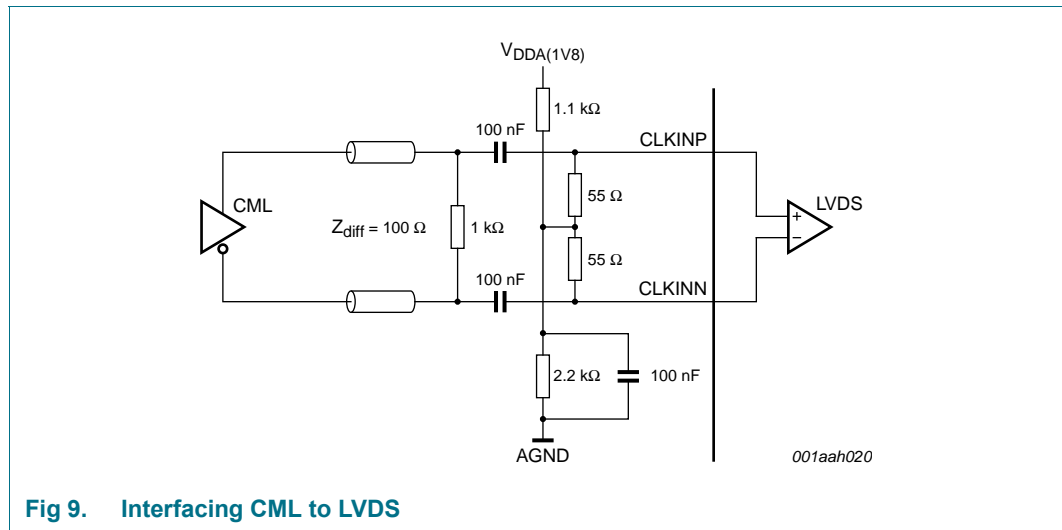 VDDA(1V8)
1.1 kΩ
100 nF
CLKINP
55 Ω
CML
LVDS
+
−
Zdiff = 100 Ω
1 kΩ
55 Ω
100 nF
CLKINN
2.2 kΩ
100 nF
AGND
001aah020
Fig 9. Interfacing CML to LVDS